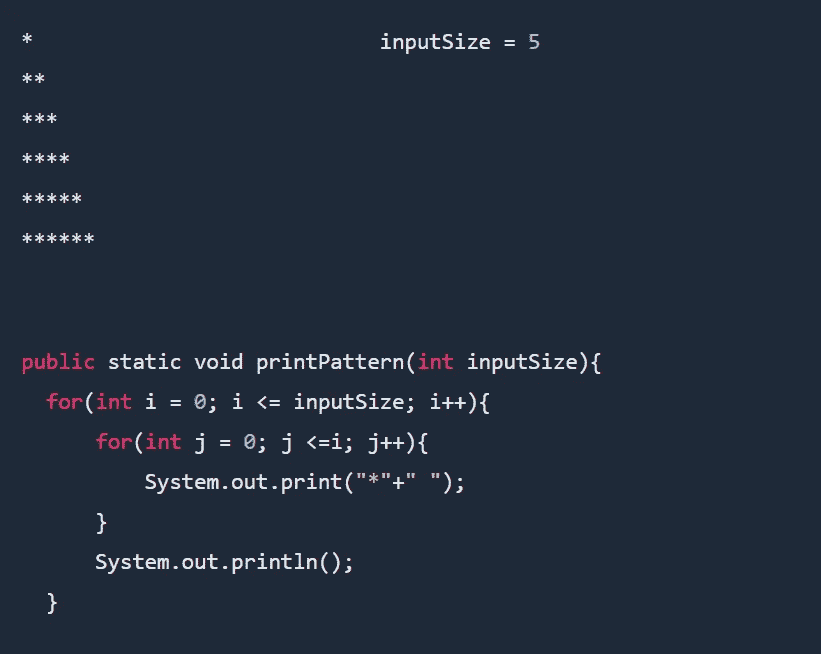 * inputSize = 5
**
***
****
*****
******
public static void printPattern(int inputSize){
for(int i = 0; i <= inputSize; i++){
for(int j = 0; j <=i; j++){
System.out.print("*"+" ");
}
System.out.println();
}